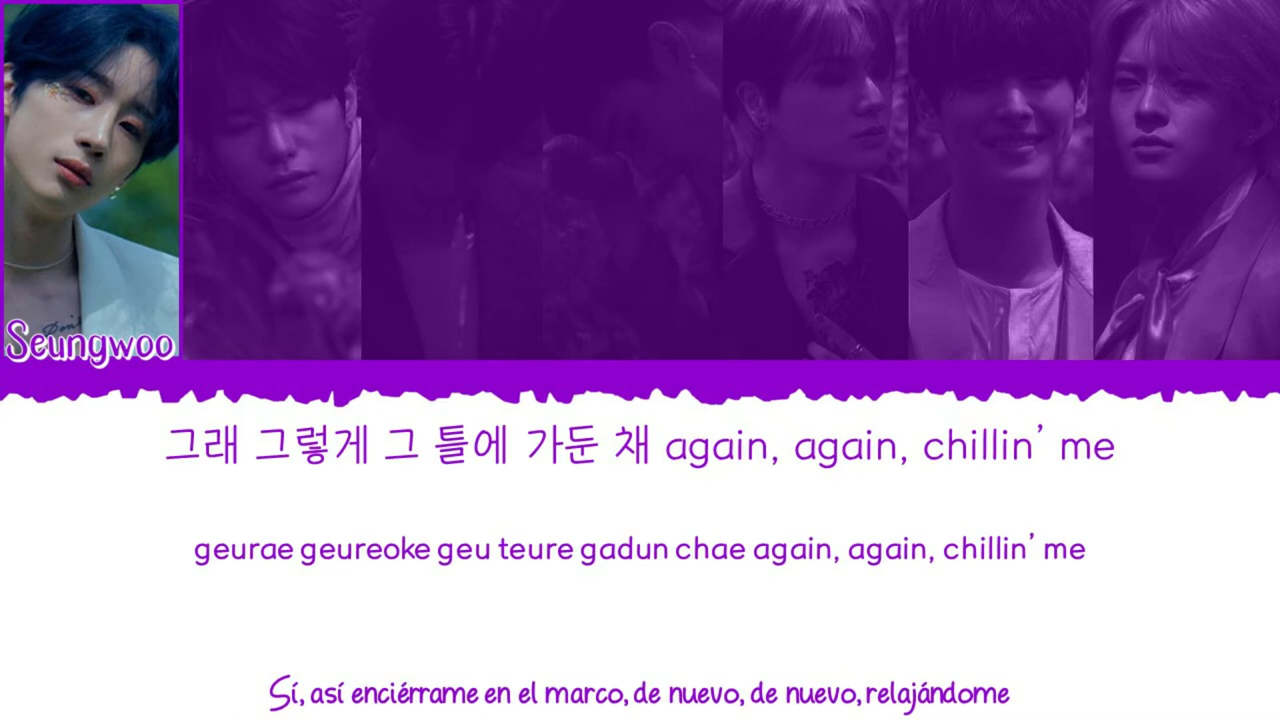 Seungwoo
그래 그렇게 그 틀에 가둔 채 again, again, chillin’ me
geurae geureoke geu teure gadun chae again, again, chillin’ me
Sí, así enciérrame en el marco, de nuevo, de nuevo, relajándome